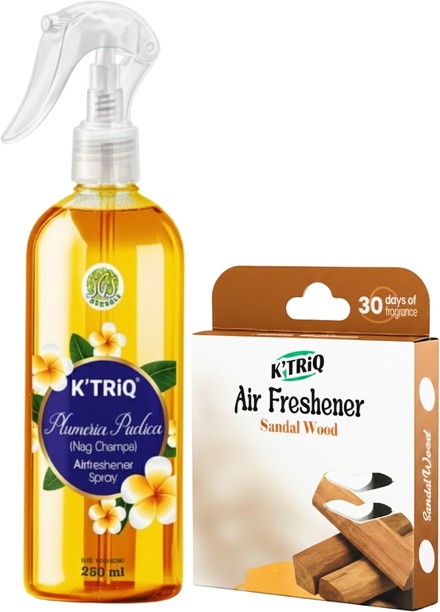 K'TRiQ®
Plumeria Pudica
(Nag Champa)
Airfreshener
Spray
250 ml
30 days of
fragrance
K'TRiQ
Air Freshener
Sandal Wood
Sandal Wood